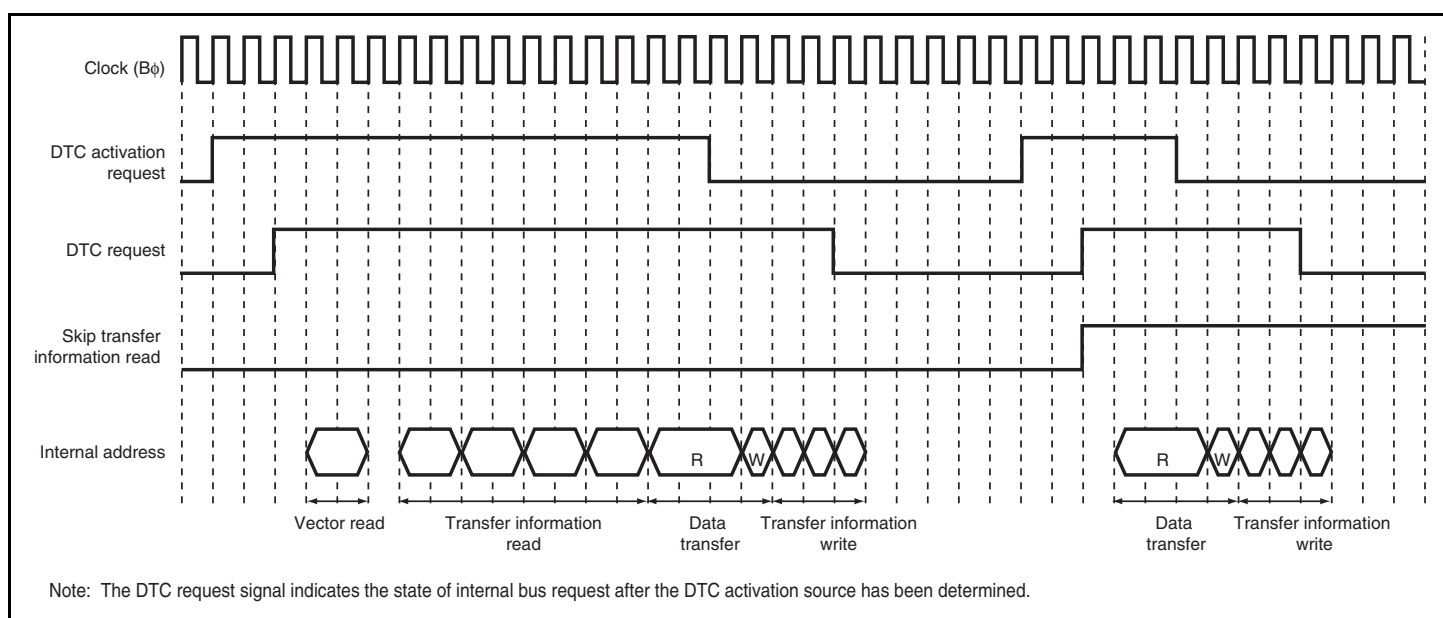 Clock (Bϕ)
DTC activation
request
DTC request
Skip transfer
information read
Internal address
R
W
R
W
Vector read
Transfer information
read
Data
transfer
Transfer information
write
Data
transfer
Transfer information
write
Note: The DTC request signal indicates the state of internal bus request after the DTC activation source has been determined.